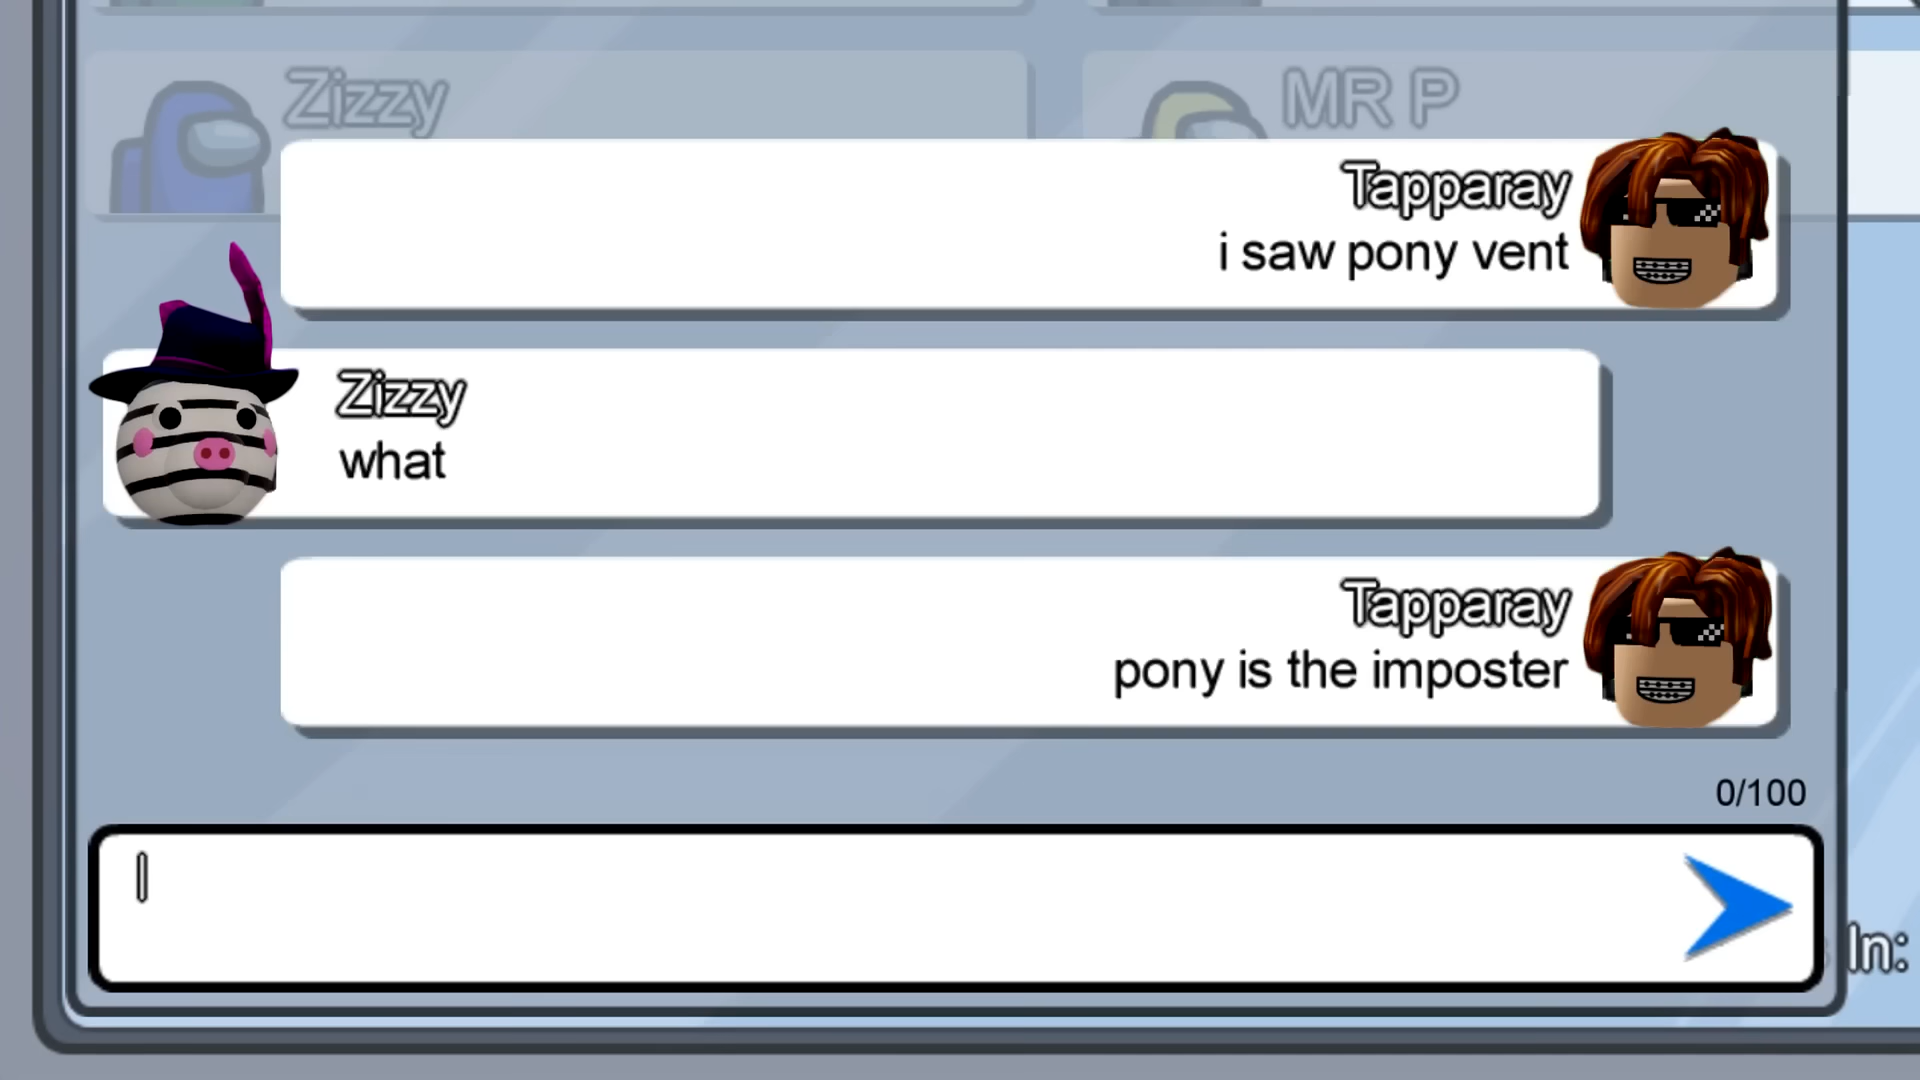 Zizzy
MR P
Tapparay
i saw pony vent
Zizzy
what
Tapparay
pony is the imposter
0/100
In: